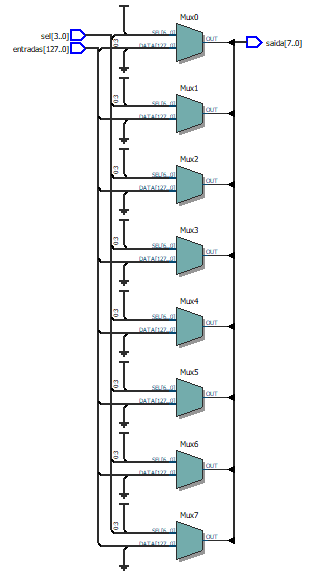 Mux0
sel[3..0]
entradas[127..0]
0:3
SEL[6..0]
DATA[127..0]
OUT
saida[7..0]
Mux1
0:3
SEL[6..0]
DATA[127..0]
OUT
Mux2
0:3
SEL[6..0]
DATA[127..0]
OUT
Mux3
0:3
SEL[6..0]
DATA[127..0]
OUT
Mux4
0:3
SEL[6..0]
DATA[127..0]
OUT
Mux5
0:3
SEL[6..0]
DATA[127..0]
OUT
Mux6
0:3
SEL[6..0]
DATA[127..0]
OUT
Mux7
0:3
SEL[6..0]
DATA[127..0]
OUT